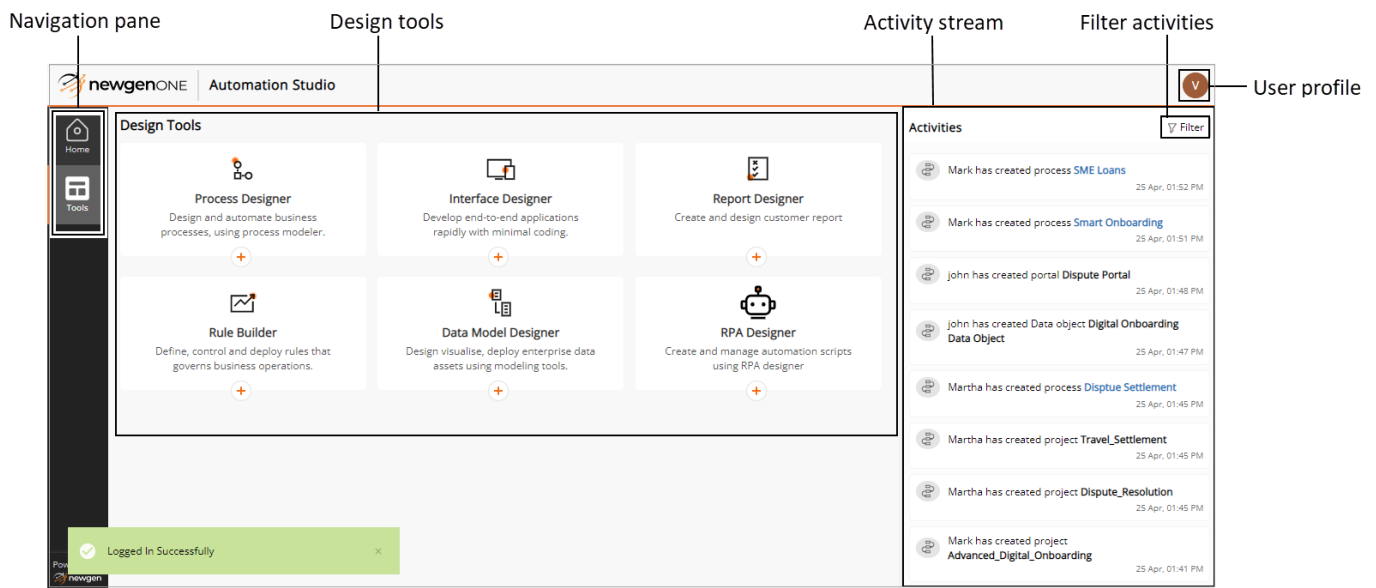 Navigation pane
Design tools
Activity stream
Filter activities
newgenONE
Automation Studio
V
User profile
Home
Tools
Design Tools
Process Designer
Design and automate business
processes, using process modeler.
+
Interface Designer
Develop end-to-end applications
rapidly with minimal coding.
+
Report Designer
Create and design customer report
+
Rule Builder
Define, control and deploy rules that
governs business operations.
+
Data Model Designer
Design visualise, deploy enterprise data
assets using modeling tools.
+
RPA Designer
Create and manage automation scripts
using RPA designer
+
Activities
Filter
Mark has created process SME Loans
25 Apr, 01:52 PM
Mark has created process Smart Onboarding
25 Apr, 01:51 PM
john has created portal Dispute Portal
25 Apr, 01:48 PM
john has created Data object Digital Onboarding
Data Object
25 Apr, 01:47 PM
Martha has created process Disptue Settlement
25 Apr, 01:45 PM
Martha has created project Travel_Settlement
25 Apr, 01:45 PM
Martha has created project Dispute_Resolution
25 Apr, 01:45 PM
Mark has created project
Advanced_Digital_Onboarding
25 Apr, 01:41 PM
Logged In Successfully
×
newgen